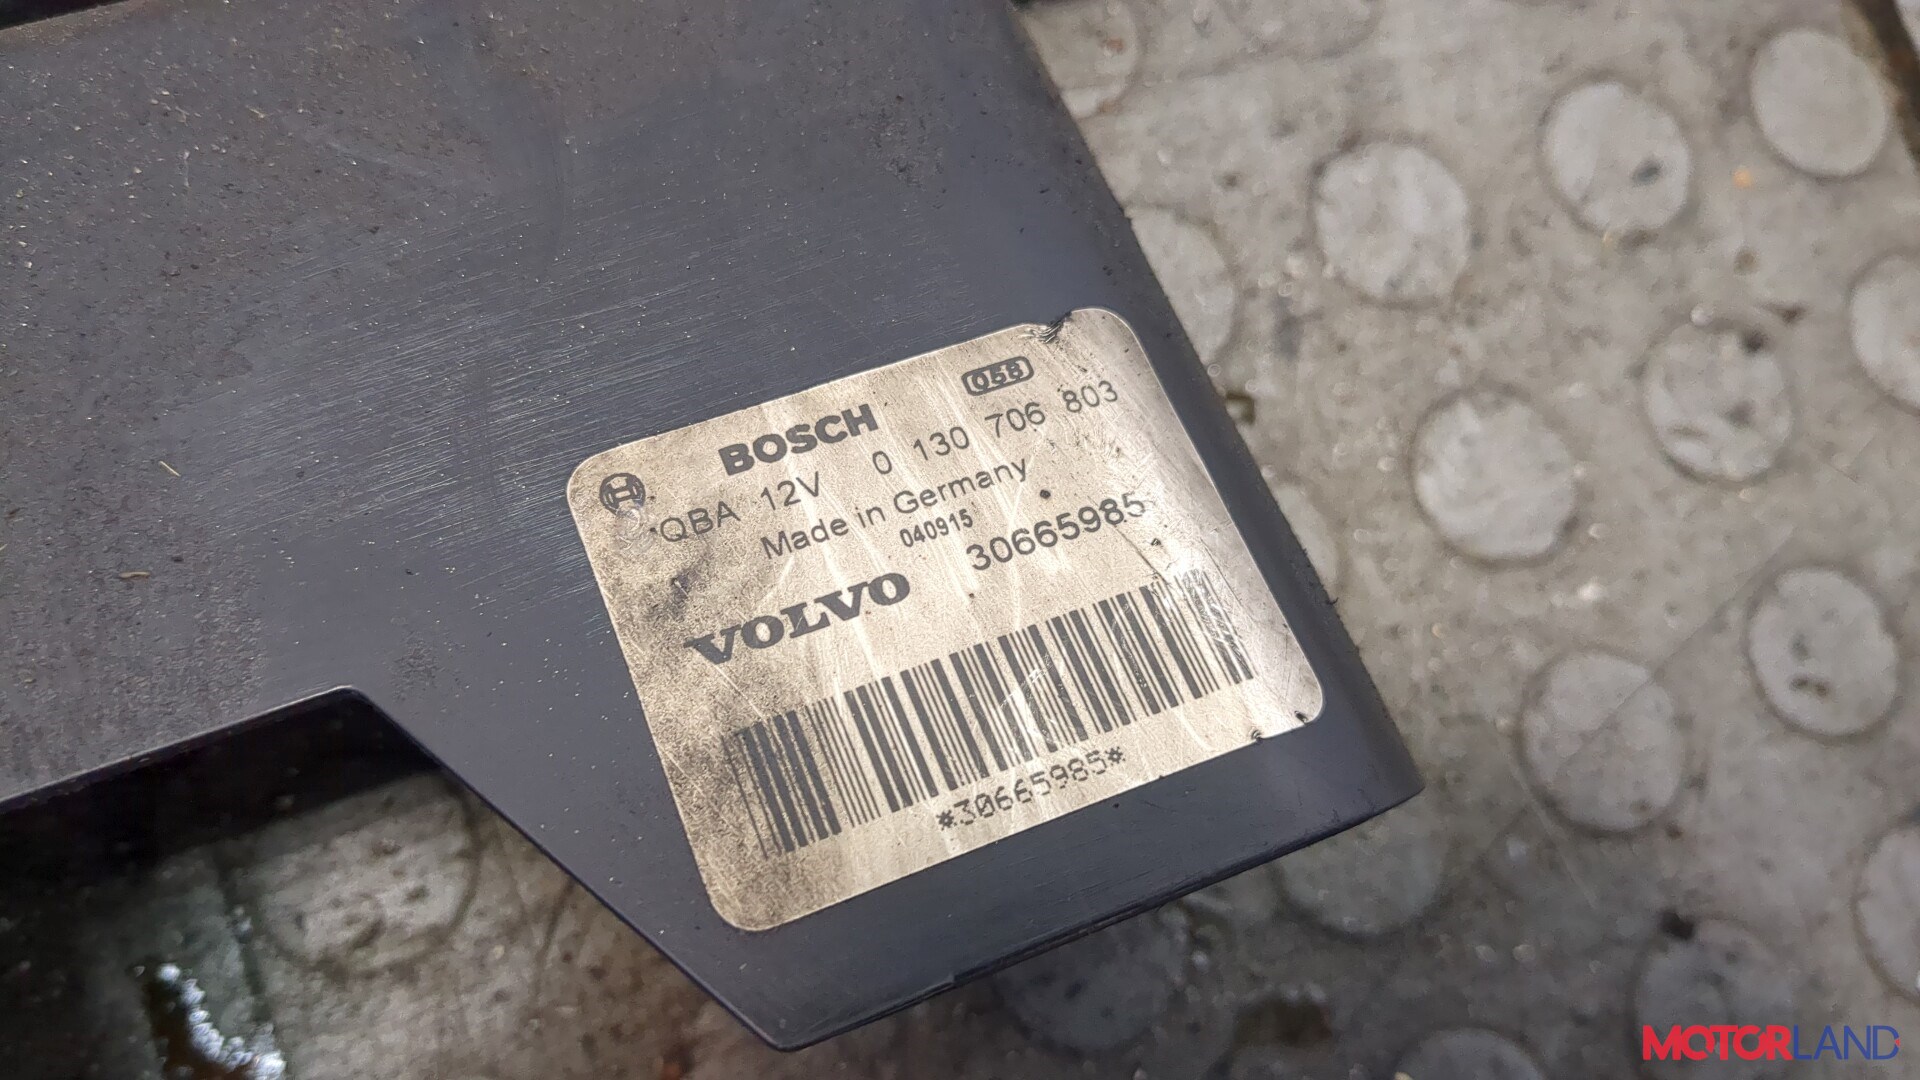 058
BOSCH
QBA 12V 0 130 706 803
Made in Germany
040915
VOLVO 30665985
*30665985*
MOTORLAND